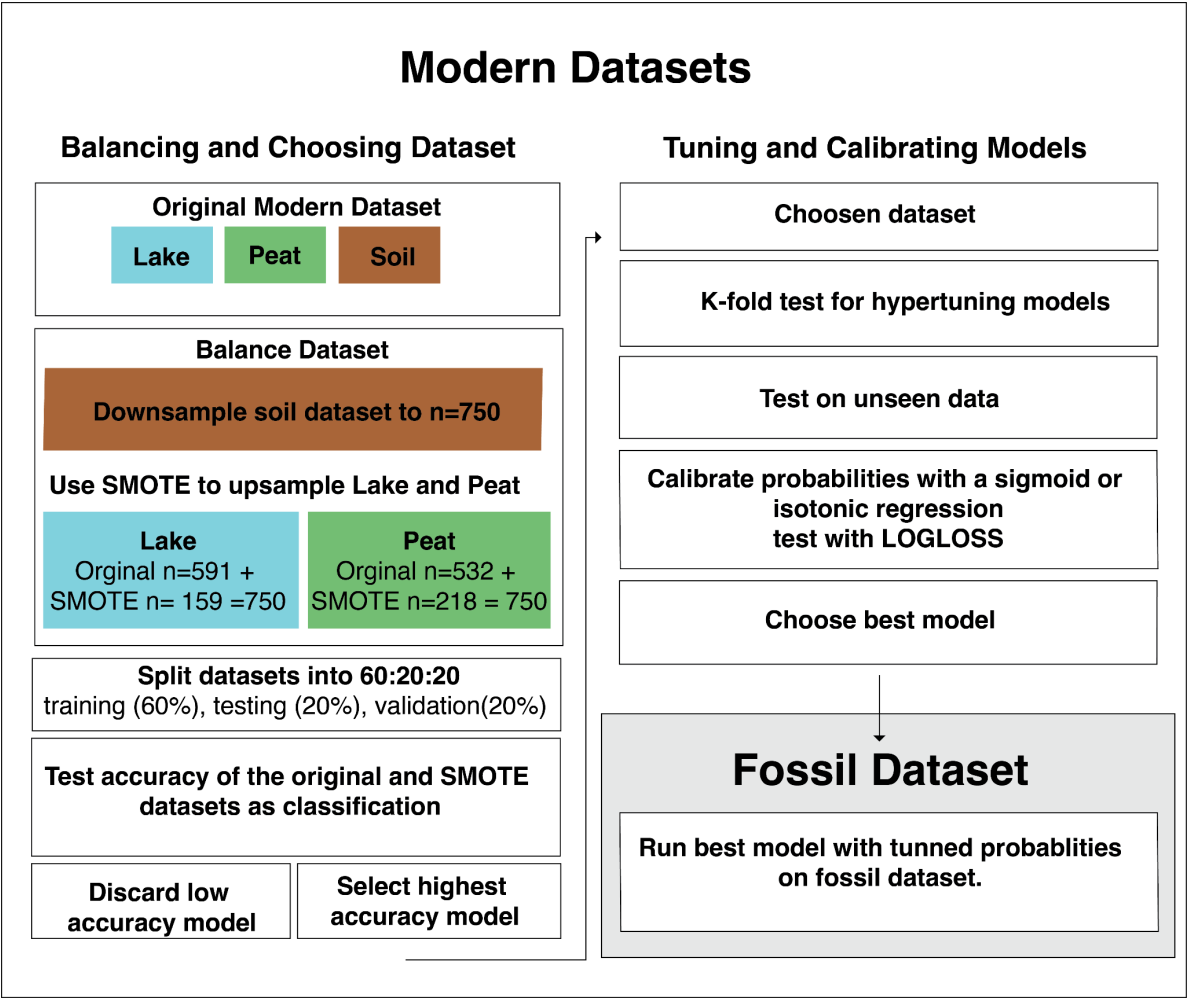 Modern Datasets
Balancing and Choosing Dataset
Original Modern Dataset
Lake
Peat
Soil
Balance Dataset
Downsample soil dataset to n=750
Use SMOTE to upsample Lake and Peat
Lake
Orginal n=591 +
SMOTE n= 159 =750
Peat
Orginal n=532 +
SMOTE n=218 = 750
Split datasets into 60:20:20
training (60%), testing (20%), validation(20%)
Test accuracy of the original and SMOTE
datasets as classification
Discard low
accuracy model
Select highest
accuracy model
Tuning and Calibrating Models
Choosen dataset
K-fold test for hypertuning models
Test on unseen data
Calibrate probabilities with a sigmoid or
isotonic regression
test with LOGLOSS
Choose best model
Fossil Dataset
Run best model with tunned probablities
on fossil dataset.